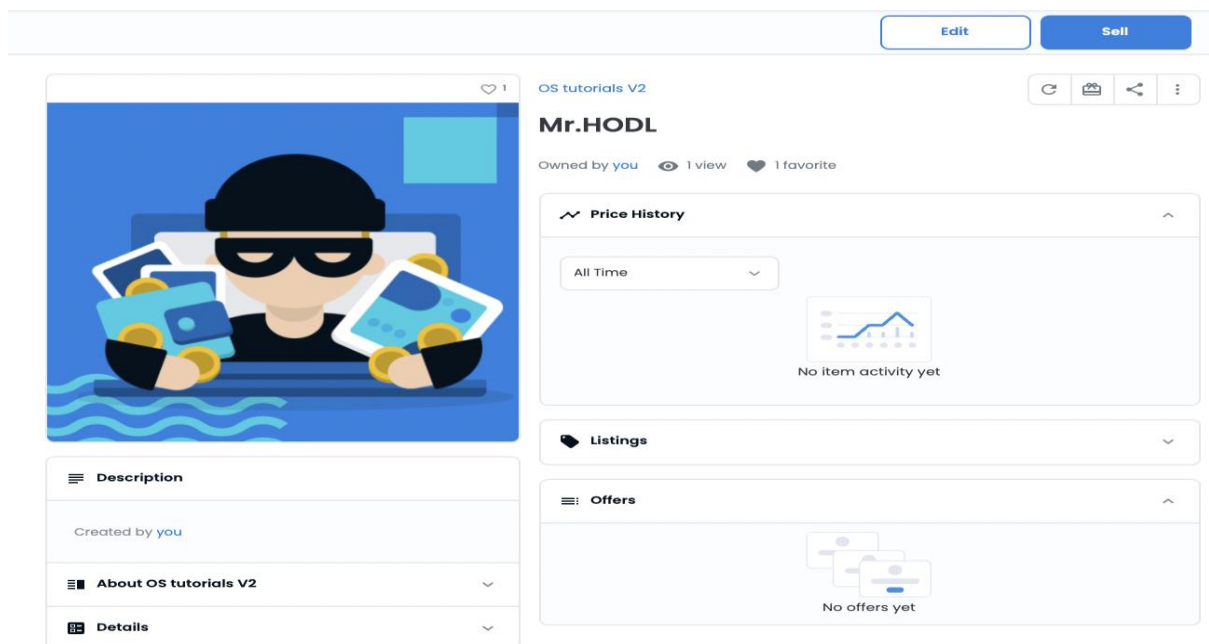 Edit
Sell
1
OS tutorials V2
Mr.HODL
Owned by you 1 view 1 favorite
Price History
All Time
No item activity yet
Listings
Offers
No offers yet
Description
Created by you
About OS tutorials V2
Details